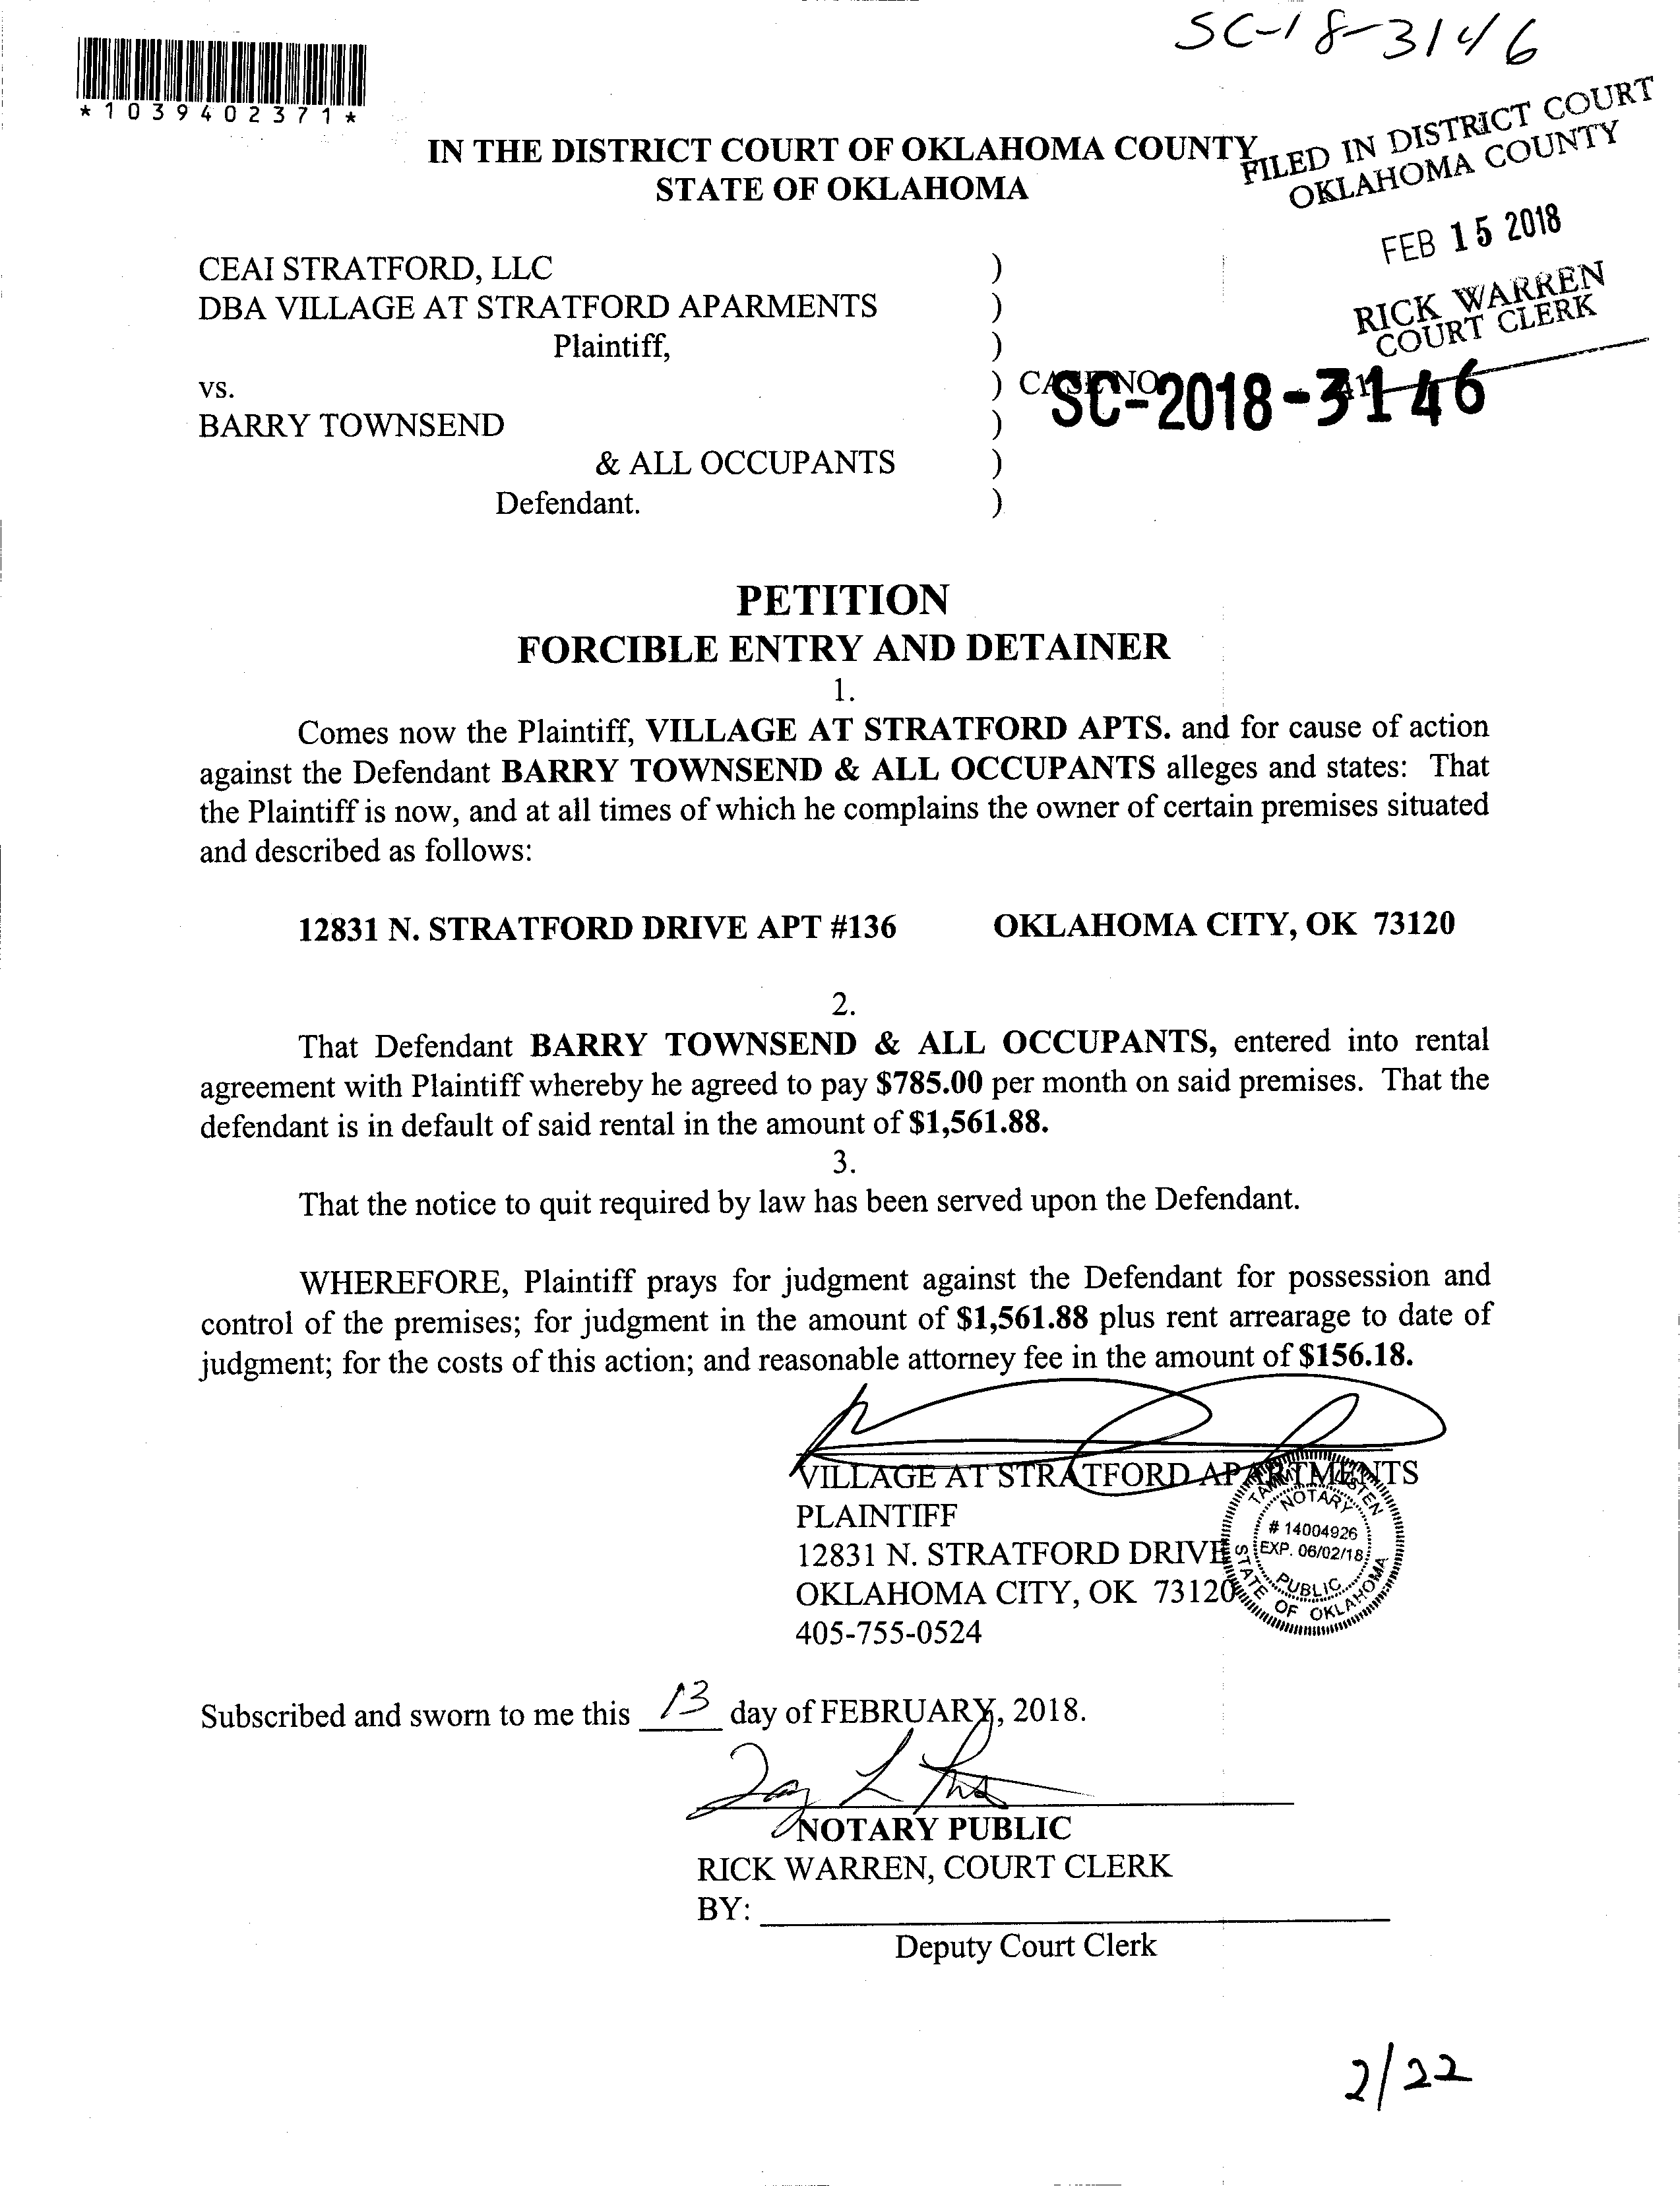 SC-18-3146
*1039402371*
IN THE DISTRICT COURT OF OKLAHOMA COUNTY
STATE OF OKLAHOMA
FILED IN DISTRICT COURT
OKLAHOMA COUNTY
FEB 15 2018
RICK WARREN
COURT CLERK
CEAI STRATFORD, LLC )
DBA VILLAGE AT STRATFORD APARMENTS )
Plaintiff, )
vs. ) CASE NO
SC-2018-3146
BARRY TOWNSEND )
& ALL OCCUPANTS )
Defendant. )
PETITION
FORCIBLE ENTRY AND DETAINER
1.
Comes now the Plaintiff, VILLAGE AT STRATFORD APTS. and for cause of action
against the Defendant BARRY TOWNSEND & ALL OCCUPANTS alleges and states: That
the Plaintiff is now, and at all times of which he complains the owner of certain premises situated
and described as follows:
12831 N. STRATFORD DRIVE APT #136 OKLAHOMA CITY, OK 73120
2.
That Defendant BARRY TOWNSEND & ALL OCCUPANTS, entered into rental
agreement with Plaintiff whereby he agreed to pay $785.00 per month on said premises. That the
defendant is in default of said rental in the amount of $1,561.88.
3.
That the notice to quit required by law has been served upon the Defendant.
WHEREFORE, Plaintiff prays for judgment against the Defendant for possession and
control of the premises; for judgment in the amount of $1,561.88 plus rent arrearage to date of
judgment; for the costs of this action; and reasonable attorney fee in the amount of $156.18.
VILLAGE AT STRATFORD APARTMENTS
PLAINTIFF
12831 N. STRATFORD DRIVE
OKLAHOMA CITY, OK 73120
405-755-0524
NOTARY
# 14004926
EXP. 06/02/18
PUBLIC
STATE OF OKLAHOMA
Subscribed and sworn to me this 13 day of FEBRUARY, 2018.
NOTARY PUBLIC
RICK WARREN, COURT CLERK
BY:
Deputy Court Clerk
2/22